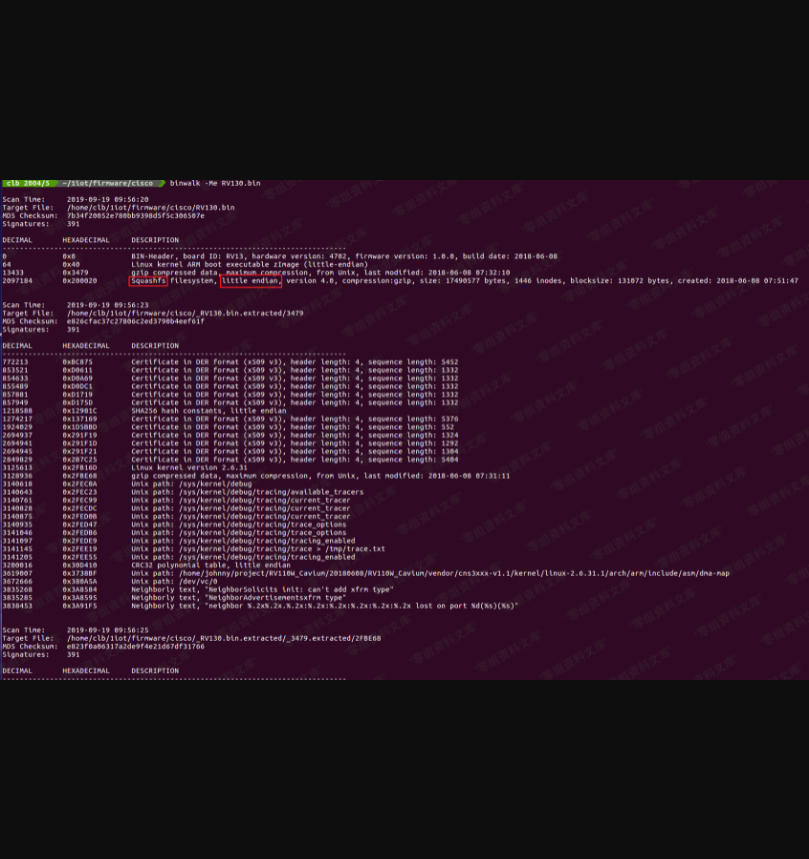 clb 2004/5 ~/iiot/firmware/cisco binwalk -Me RV130.bin
Scan Time: 2019-09-19 09:56:20
Target File: /home/clb/iiot/firmware/cisco/RV130.bin
MD5 Checksum:
Signatures: 391
DECIMAL HEXADECIMAL DESCRIPTION
--------------------------------------------------------------------------------
0 0x0 BIN-Header, board ID: RV13, hardware version: 4702, firmware version: 1.0.0, build date: 2018-06-08
64 0x40 Linux kernel ARM boot executable zImage (little-endian)
13433 0x3479 gzip compressed data, maximum compression, from Unix, last modified: 2018-06-08 07:32:10
2097184 0x200020 Squashfs filesystem, little endian, version 4.0, compression:gzip, size: 17490577 bytes, 1446 inodes, blocksize: 131072 bytes, created: 2018-06-08 07:51:47
Scan Time: 2019-09-19 09:56:23
Target File: /home/clb/iiot/firmware/cisco/_RV130.bin.extracted/3479
MD5 Checksum:
Signatures: 391
DECIMAL HEXADECIMAL DESCRIPTION
--------------------------------------------------------------------------------
772213 0xBC875 Certificate in DER format (x509 v3), header length: 4, sequence length: 5452
853521 0xD0611 Certificate in DER format (x509 v3), header length: 4, sequence length: 1332
854633 0xD0A69 Certificate in DER format (x509 v3), header length: 4, sequence length: 1332
855489 0xD0DC1 Certificate in DER format (x509 v3), header length: 4, sequence length: 1332
857881 0xD1719 Certificate in DER format (x509 v3), header length: 4, sequence length: 1332
857949 0xD175D Certificate in DER format (x509 v3), header length: 4, sequence length: 1332
1218588 0x12981C SHA256 hash constants, little endian
1274217 0x137169 Certificate in DER format (x509 v3), header length: 4, sequence length: 5376
1924029 0x1D5BBD Certificate in DER format (x509 v3), header length: 4, sequence length: 552
2694937 0x291F19 Certificate in DER format (x509 v3), header length: 4, sequence length: 1324
2694941 0x291F1D Certificate in DER format (x509 v3), header length: 4, sequence length: 1292
2694945 0x291F21 Certificate in DER format (x509 v3), header length: 4, sequence length: 1304
2849829 0x2B7C25 Certificate in DER format (x509 v3), header length: 4, sequence length: 5484
3125613 0x2FB16D Linux kernel version 2.6.31
3128936 0x2FBE68 gzip compressed data, maximum compression, from Unix, last modified: 2018-06-08 07:31:11
3140618 0x2FEC0A Unix path: /sys/kernel/debug
3140643 0x2FEC23 Unix path: /sys/kernel/debug/tracing/available_tracers
3140761 0x2FEC99 Unix path: /sys/kernel/debug/tracing/current_tracer
3140828 0x2FECDC Unix path: /sys/kernel/debug/tracing/current_tracer
3140875 0x2FED0B Unix path: /sys/kernel/debug/tracing/current_tracer
3140935 0x2FED47 Unix path: /sys/kernel/debug/tracing/trace_options
3141046 0x2FEDB6 Unix path: /sys/kernel/debug/tracing/trace_options
3141097 0x2FEDE9 Unix path: /sys/kernel/debug/tracing/tracing_enabled
3141145 0x2FEE19 Unix path: /sys/kernel/debug/tracing/trace > /tmp/trace.txt
3141205 0x2FEE55 Unix path: /sys/kernel/debug/tracing/tracing_enabled
3200016 0x30D410 CRC32 polynomial table, little endian
3619007 0x3738BF Unix path: /home/johnny/project/RV110W_Cavium/20180608/RV110W_Cavium/vendor/cns3xxx-v1.1/kernel/linux-2.6.31.1/arch/arm/include/asm/dma-map
3672666 0x380A5A Unix path: /dev/vc/0
3835268 0x3A8584 Neighborly text, "NeighborSolicits init: can't add xfrm type"
3835285 0x3A8595 Neighborly text, "NeighborAdvertisementsxfrm type"
3838453 0x3A91F5 Neighborly text, "neighbor %.2x%.2x.%.2x:%.2x:%.2x:%.2x:%.2x:%.2x lost on port %d(%s)(%s)"
Scan Time: 2019-09-19 09:56:25
Target File: /home/clb/iiot/firmware/cisco/_RV130.bin.extracted/_3479.extracted/2FBE68
MD5 Checksum:
Signatures: 391
DECIMAL HEXADECIMAL DESCRIPTION
--------------------------------------------------------------------------------